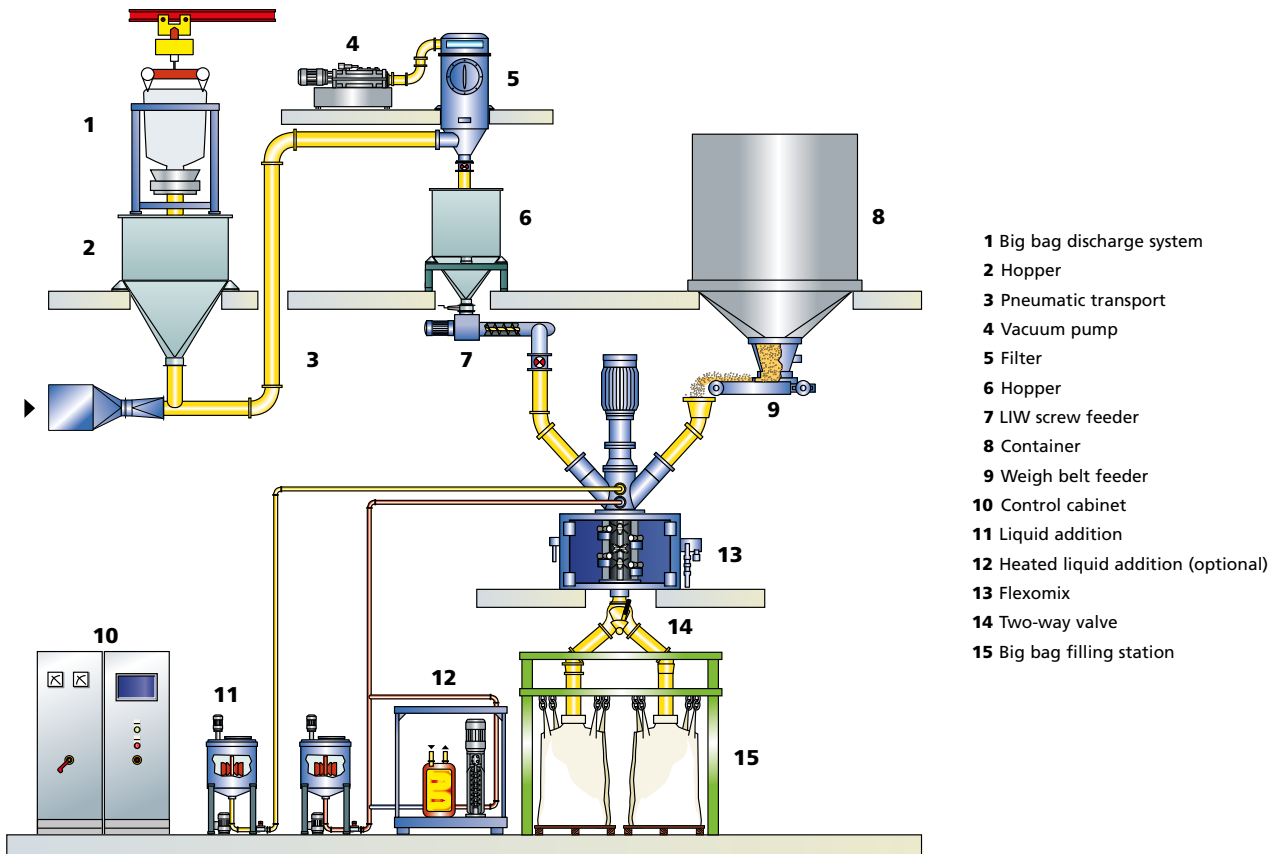 4
5
1
2
6
8
3
7
9
13
14
10
12
11
15
1 Big bag discharge system
2 Hopper
3 Pneumatic transport
4 Vacuum pump
5 Filter
6 Hopper
7 LIW screw feeder
8 Container
9 Weigh belt feeder
10 Control cabinet
11 Liquid addition
12 Heated liquid addition (optional)
13 Flexomix
14 Two-way valve
15 Big bag filling station